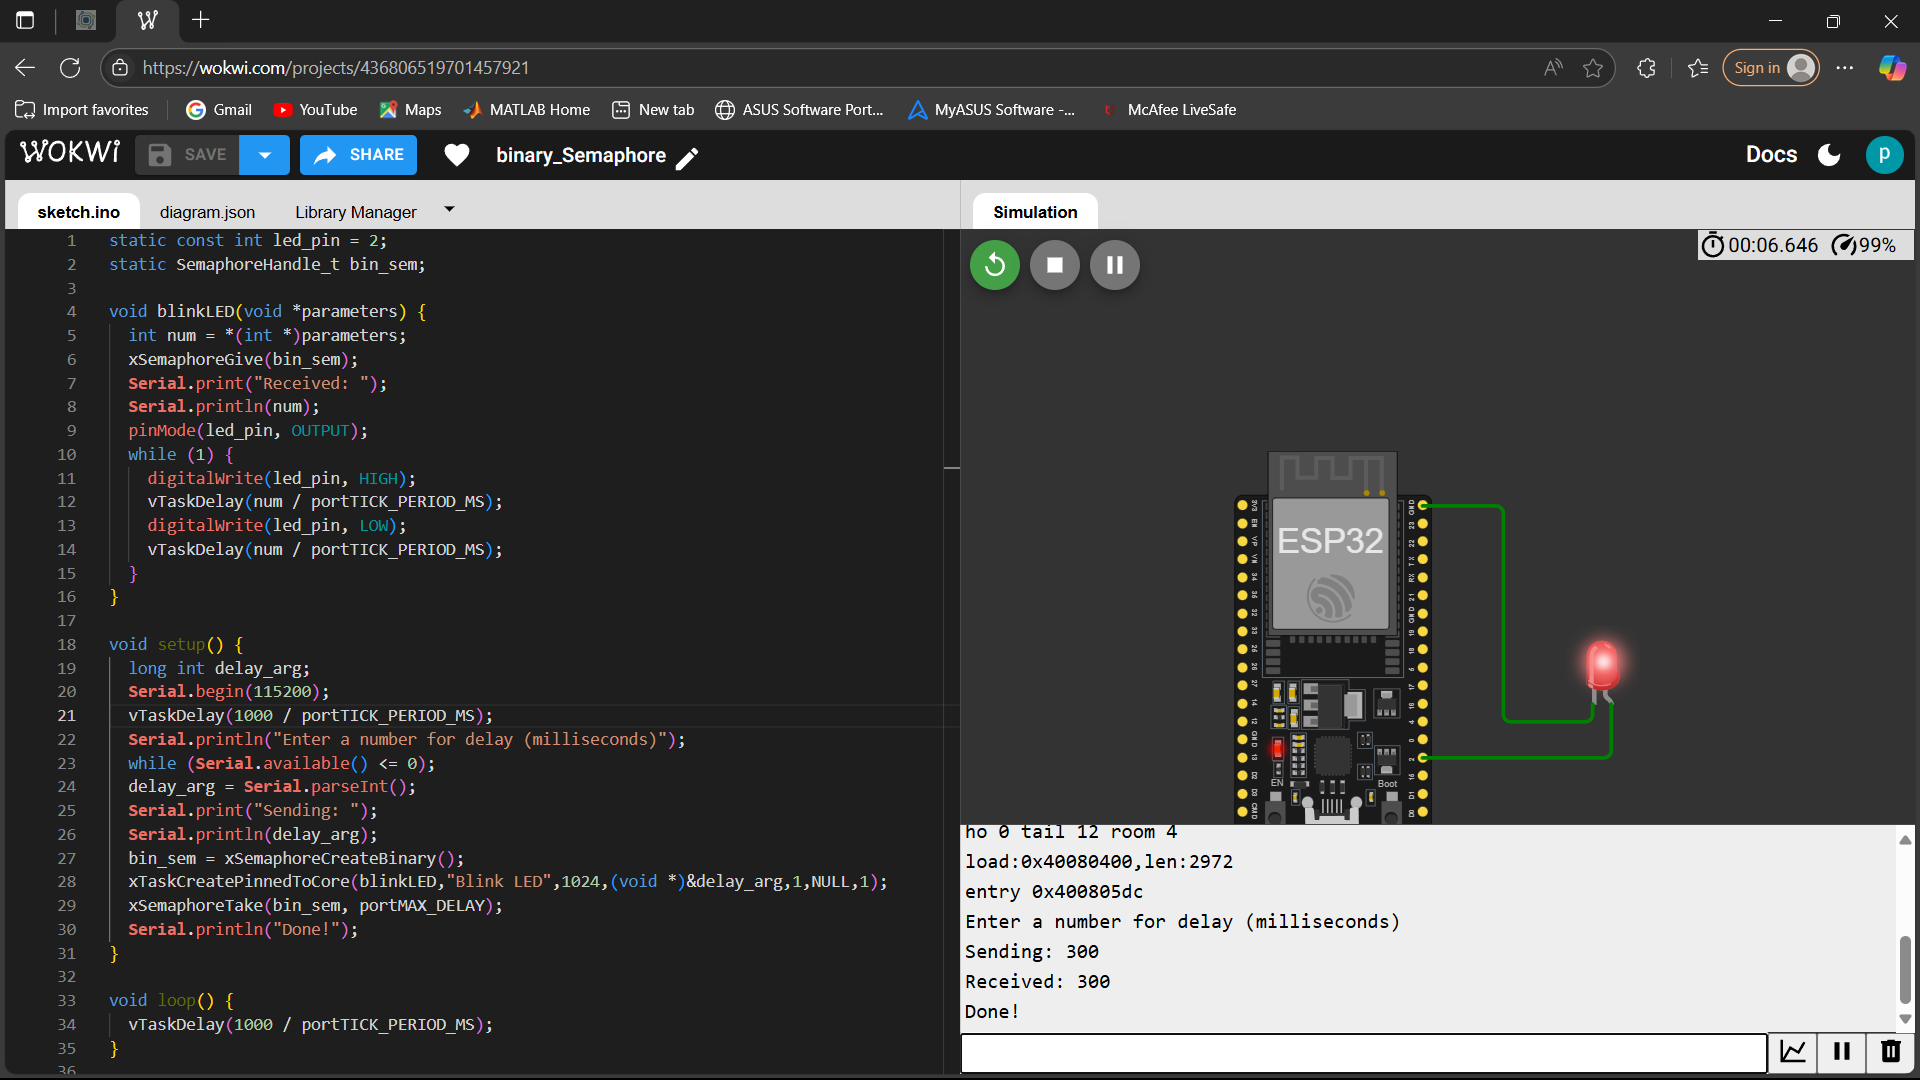 https://wokwi.com/projects/436806519701457921
Sign in
Import favorites
Gmail
YouTube
Maps
MATLAB Home
New tab
ASUS Software Port...
MyASUS Software -...
McAfee LiveSafe
WOKWi
SAVE
SHARE
binary_Semaphore
Docs
p
sketch.ino
diagram.json
Library Manager
Simulation
00:06.646
99%
1 static const int led_pin = 2;
2 static SemaphoreHandle_t bin_sem;
3
4 void blinkLED(void *parameters) {
5 int num = *(int *)parameters;
6 xSemaphoreGive(bin_sem);
7 Serial.print("Received: ");
8 Serial.println(num);
9 pinMode(led_pin, OUTPUT);
10 while (1) {
11 digitalWrite(led_pin, HIGH);
12 vTaskDelay(num / portTICK_PERIOD_MS);
13 digitalWrite(led_pin, LOW);
14 vTaskDelay(num / portTICK_PERIOD_MS);
15 }
16 }
17
18 void setup() {
19 long int delay_arg;
20 Serial.begin(115200);
21 vTaskDelay(1000 / portTICK_PERIOD_MS);
22 Serial.println("Enter a number for delay (milliseconds)");
23 while (Serial.available() <= 0);
24 delay_arg = Serial.parseInt();
25 Serial.print("Sending: ");
26 Serial.println(delay_arg);
27 bin_sem = xSemaphoreCreateBinary();
28 xTaskCreatePinnedToCore(blinkLED,"Blink LED",1024,(void *)&delay_arg,1,NULL,1);
29 xSemaphoreTake(bin_sem, portMAX_DELAY);
30 Serial.println("Done!");
31 }
32
33 void loop() {
34 vTaskDelay(1000 / portTICK_PERIOD_MS);
35 }
36
ESP32
EN
Boot
ho 0 tail 12 room 4
load:0x40080400,len:2972
entry 0x400805dc
Enter a number for delay (milliseconds)
Sending: 300
Received: 300
Done!